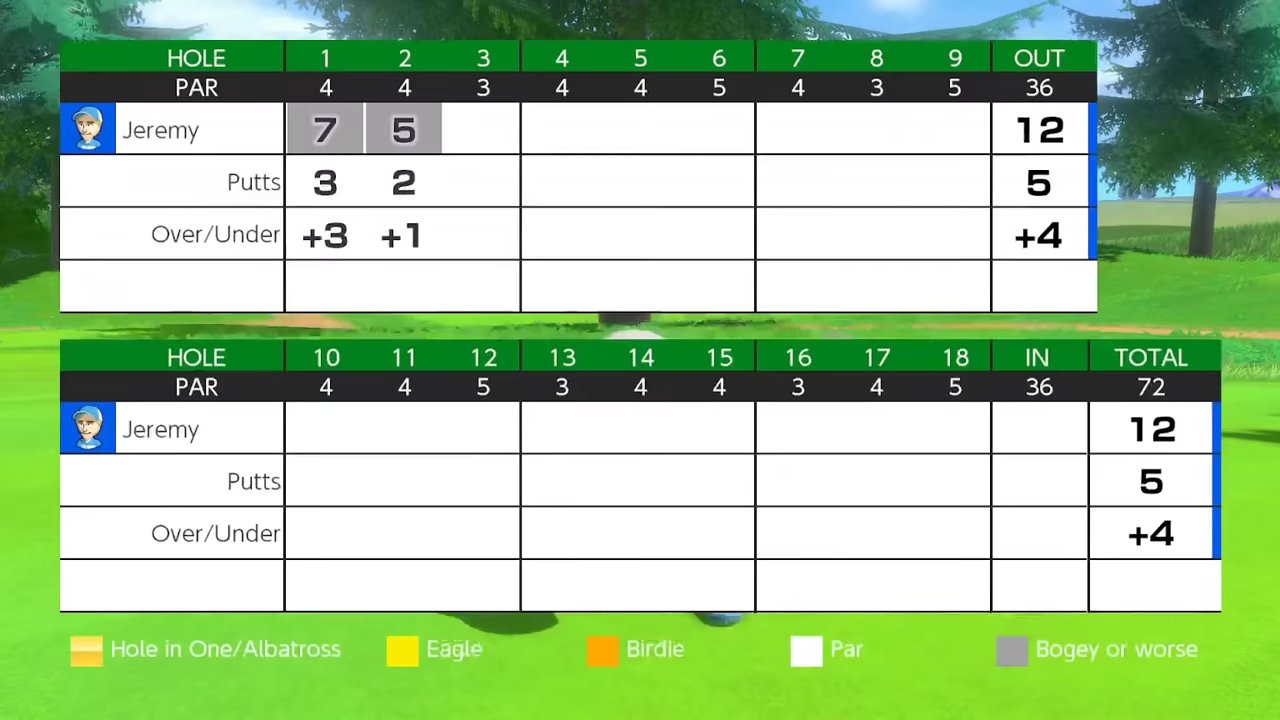 HOLE 1 2 3 4 5 6 7 8 9 OUT
PAR 4 4 3 4 4 5 4 3 5 36
Jeremy 7 5 12
Putts 3 2 5
Over/Under +3 +1 +4
HOLE 10 11 12 13 14 15 16 17 18 IN TOTAL
PAR 4 4 5 3 4 4 3 4 5 36 72
Jeremy 12
Putts 5
Over/Under +4
Hole in One/Albatross Eagle Birdie Par Bogey or worse